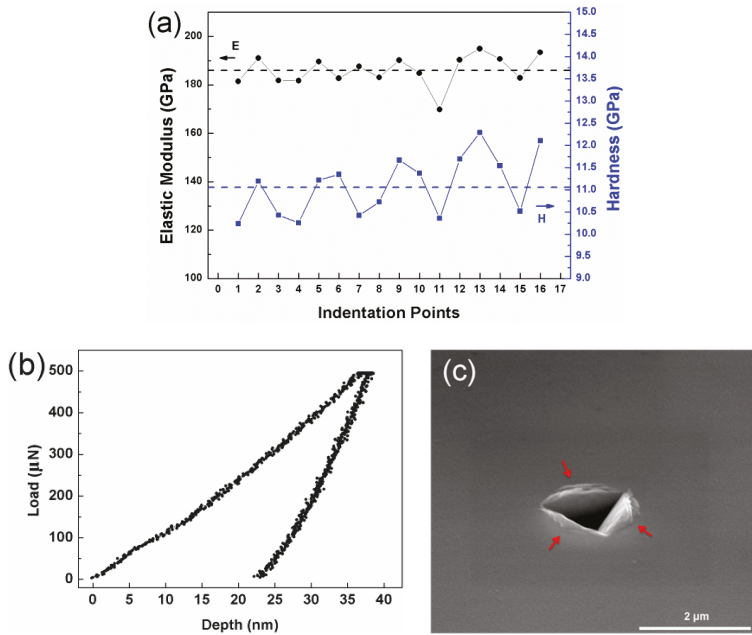 (a)
Elastic Modulus (GPa)
200
180
160
140
120
100
E
H
15.0
14.5
14.0
13.5
13.0
12.5
12.0
11.5
11.0
10.5
10.0
9.5
9.0
Hardness (GPa)
0 1 2 3 4 5 6 7 8 9 10 11 12 13 14 15 16 17
Indentation Points
(b)
Load (μN)
500
400
300
200
100
0
0 5 10 15 20 25 30 35 40
Depth (nm)
(c)
2 μm